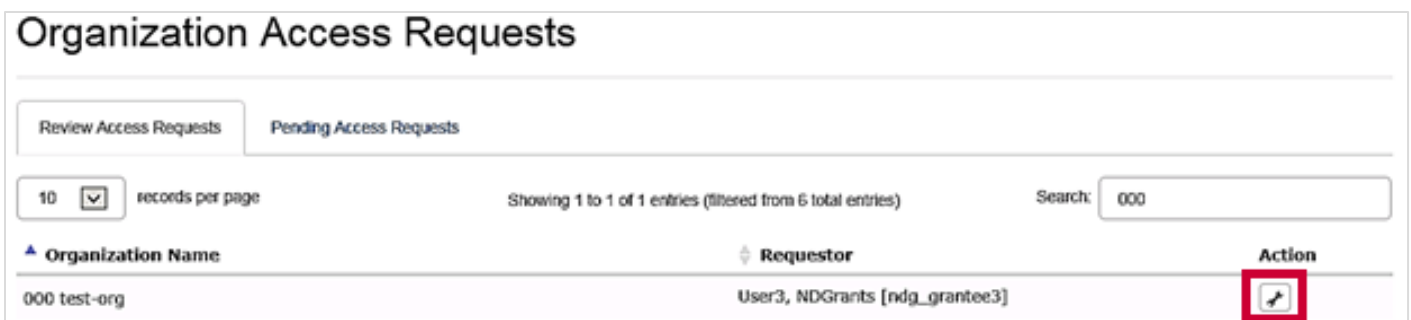 Organization Access Requests
Review Access Requests Pending Access Requests
10 records per page Showing 1 to 1 of 1 entries (filtered from 6 total entries) Search: 000
Organization Name Requestor Action
000 test-org User3, NDGrants [ndg_grantee3]